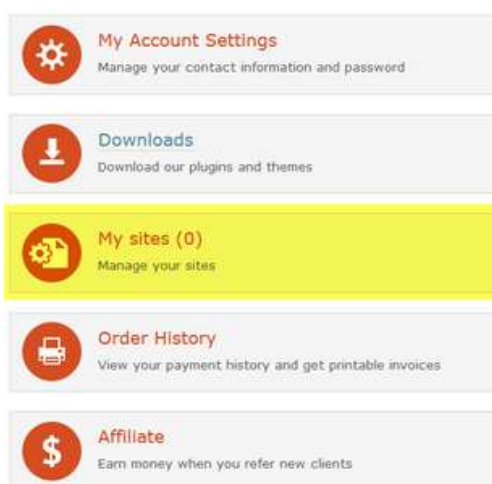 My Account Settings
Manage your contact information and password
Downloads
Download our plugins and themes
My sites (0)
Manage your sites
Order History
View your payment history and get printable invoices
Affiliate
Earn money when you refer new clients